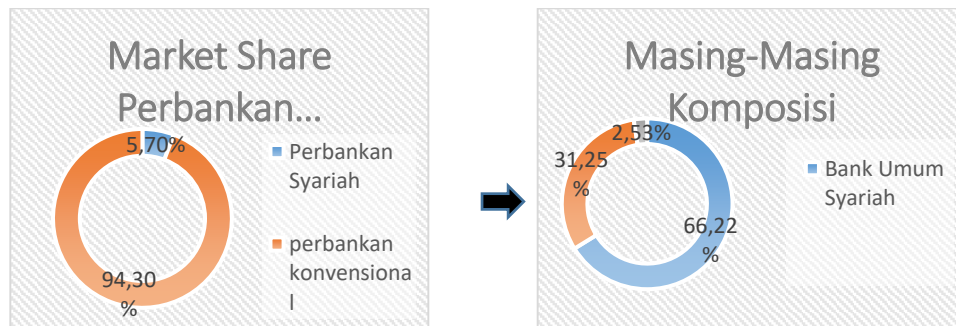 Market Share
Perbankan...
5,70%
94,30
%
Perbankan
Syariah
perbankan
konvensiona
l
Masing-Masing
Komposisi
2,53%
31,25
%
66,22
%
Bank Umum
Syariah